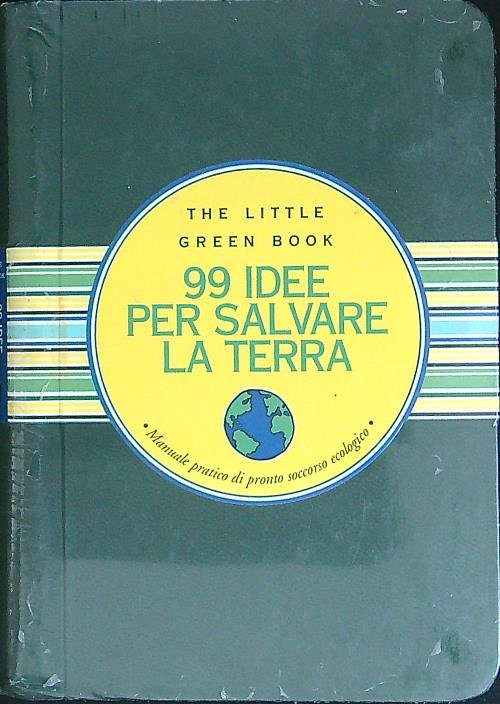 THE LITTLE
GREEN BOOK
99 IDEE
PER SALVARE
LA TERRA
• Manuale pratico di pronto soccorso ecologico •